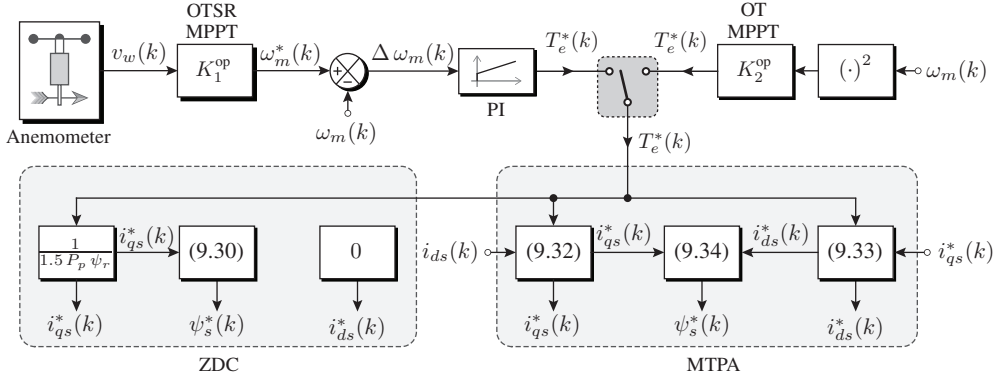 OTSR
MPPT
OT
MPPT
v_w(k)
K_1^op
ω_m^*(k)
+
−
Δ ω_m(k)
T_e^*(k)
T_e^*(k)
K_2^op
(·)^2
ω_m(k)
PI
Anemometer
ω_m(k)
T_e^*(k)
1
1.5 P_p ψ_r
i_qs^*(k)
(9.30)
0
i_ds(k)
(9.32)
i_qs^*(k)
(9.34)
i_ds^*(k)
(9.33)
i_qs^*(k)
i_qs^*(k)
ψ_s^*(k)
i_ds^*(k)
i_qs^*(k)
ψ_s^*(k)
i_ds^*(k)
ZDC
MTPA